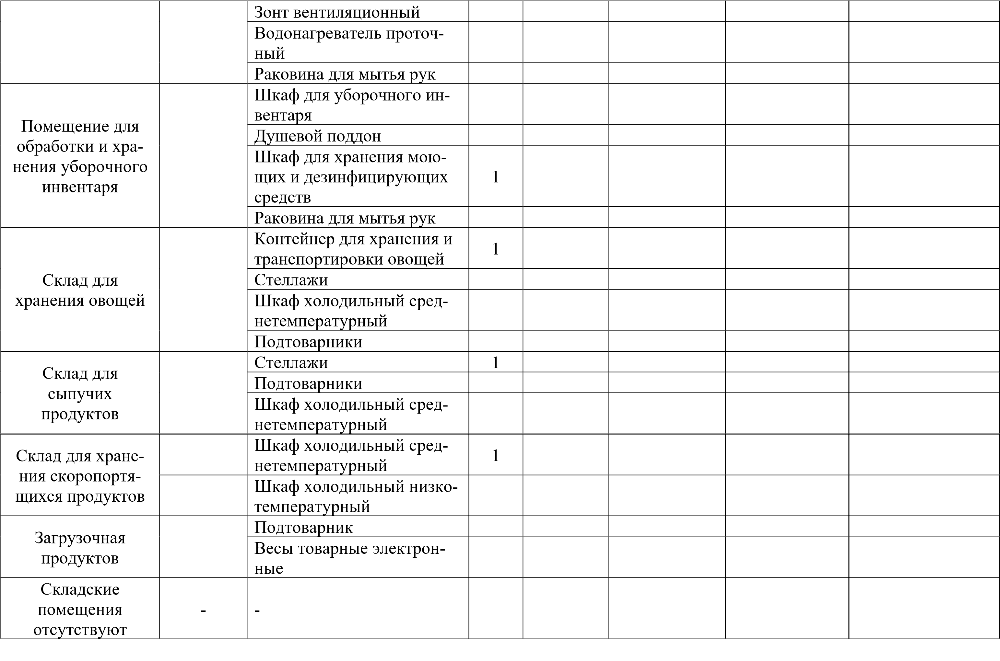 Зонт вентиляционный
Водонагреватель проточ-
ный
Раковина для мытья рук
Помещение для
обработки и хра-
нения уборочного
инвентаря
Шкаф для уборочного ин-
вентаря
Душевой поддон
Шкаф для хранения мою-
щих и дезинфицирующих
средств
1
Раковина для мытья рук
Склад для
хранения овощей
Контейнер для хранения и
транспортировки овощей
1
Стеллажи
Шкаф холодильный сред-
нетемпературный
Подтоварники
Склад для
сыпучих
продуктов
Стеллажи
1
Подтоварники
Шкаф холодильный сред-
нетемпературный
Склад для хране-
ния скоропортя-
щихся продуктов
Шкаф холодильный сред-
нетемпературный
1
Шкаф холодильный низко-
температурный
Загрузочная
продуктов
Подтоварник
Весы товарные электрон-
ные
Складские
помещения
отсутствуют
-
-